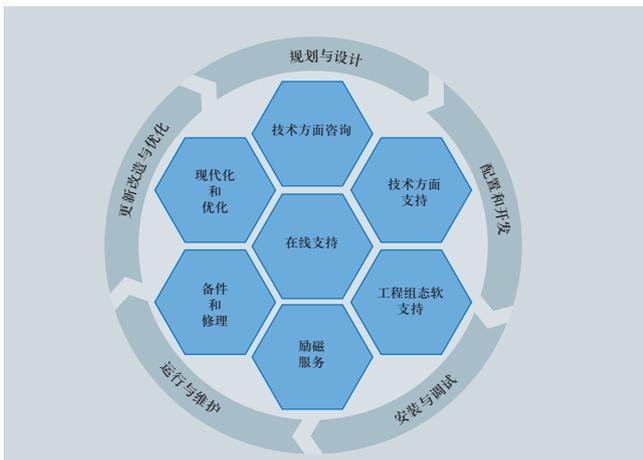 规划与设计
技术方面咨询
现代化
和
优化
技术方面
支持
更新改造与优化
配置和开发
在线支持
备件
和
修理
工程组态软
支持
励磁
服务
运行与维护
安装与调试